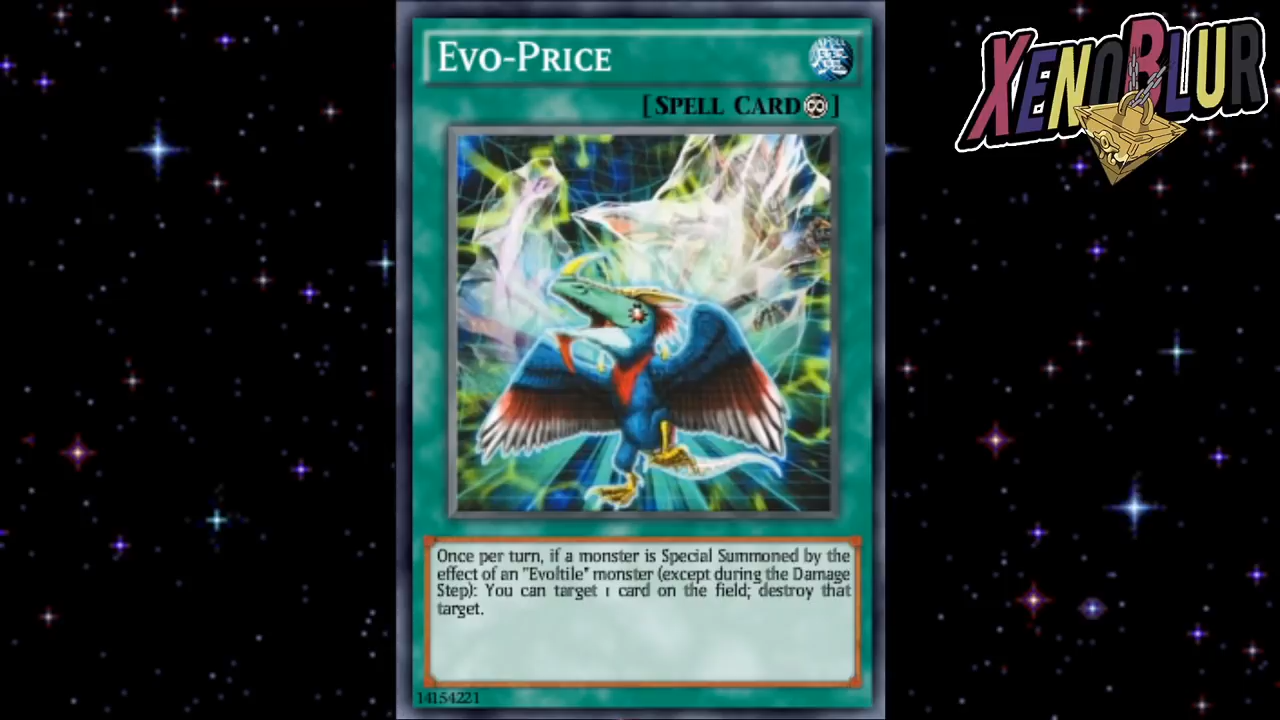 EVO-PRICE
XENOBLUR
[SPELL CARD]
Once per turn, if a monster is Special Summoned by the
effect of an "Evoltile" monster (except during the Damage
Step): You can target 1 card on the field; destroy that
target.
14154221